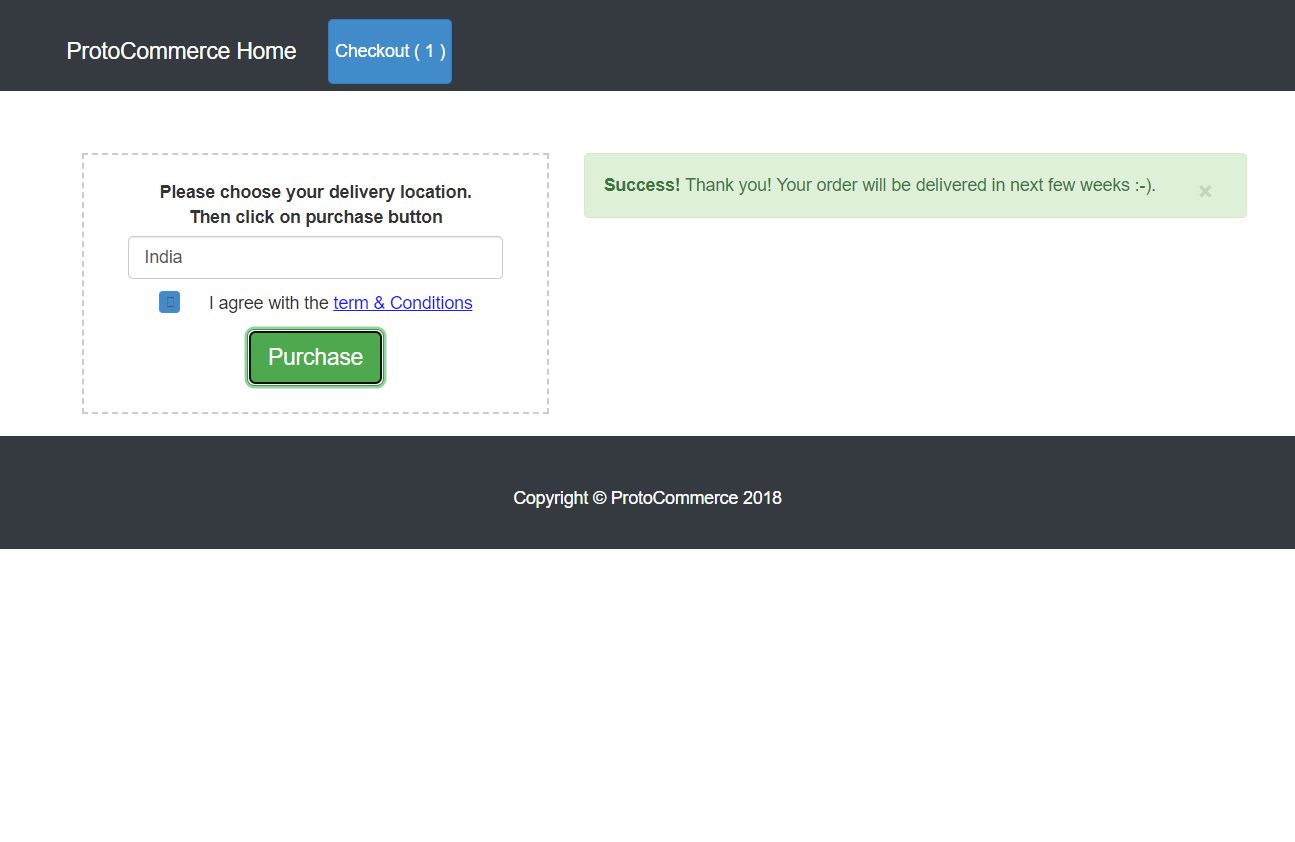 ProtoCommerce Home
Checkout ( 1 )
Please choose your delivery location.
Then click on purchase button
India
I agree with the term & Conditions
Purchase
Success! Thank you! Your order will be delivered in next few weeks :-).
×
Copyright © ProtoCommerce 2018